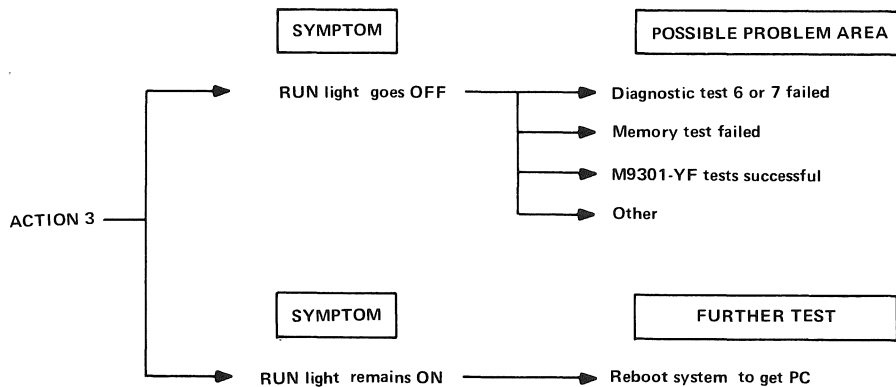 SYMPTOM
POSSIBLE PROBLEM AREA
RUN light goes OFF
Diagnostic test 6 or 7 failed
Memory test failed
M9301-YF tests successful
Other
ACTION 3
SYMPTOM
FURTHER TEST
RUN light remains ON
Reboot system to get PC